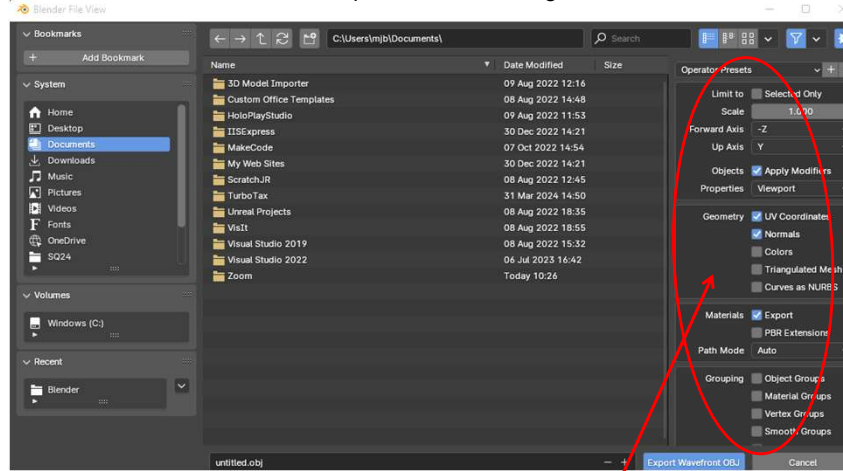 Blender File View
Bookmarks
+ Add Bookmark
System
Home
Desktop
Documents
Downloads
Music
Pictures
Videos
Fonts
OneDrive
SQ24
Volumes
Windows (C:)
Recent
Blender
C:\Users\mjb\Documents\
Search
Name Date Modified Size
3D Model Importer 09 Aug 2022 12:16
Custom Office Templates 08 Aug 2022 14:48
HoloPlayStudio 09 Aug 2022 11:53
IISExpress 30 Dec 2022 14:21
MakeCode 07 Oct 2022 14:54
My Web Sites 30 Dec 2022 14:21
ScratchJR 08 Aug 2022 12:45
TurboTax 31 Mar 2024 14:50
Unreal Projects 08 Aug 2022 18:35
VisIt 08 Aug 2022 18:55
Visual Studio 2019 08 Aug 2022 15:32
Visual Studio 2022 06 Jul 2023 16:42
Zoom Today 10:26
untitled.obj - +
Operator Presets +
Limit to Selected Only
Scale 1.000
Forward Axis -Z
Up Axis Y
Objects Apply Modifiers
Properties Viewport
Geometry UV Coordinates
Normals
Colors
Triangulated Mesh
Curves as NURBS
Materials Export
PBR Extensions
Path Mode Auto
Grouping Object Groups
Material Groups
Vertex Groups
Smooth Groups
Export Wavefront OBJ Cancel